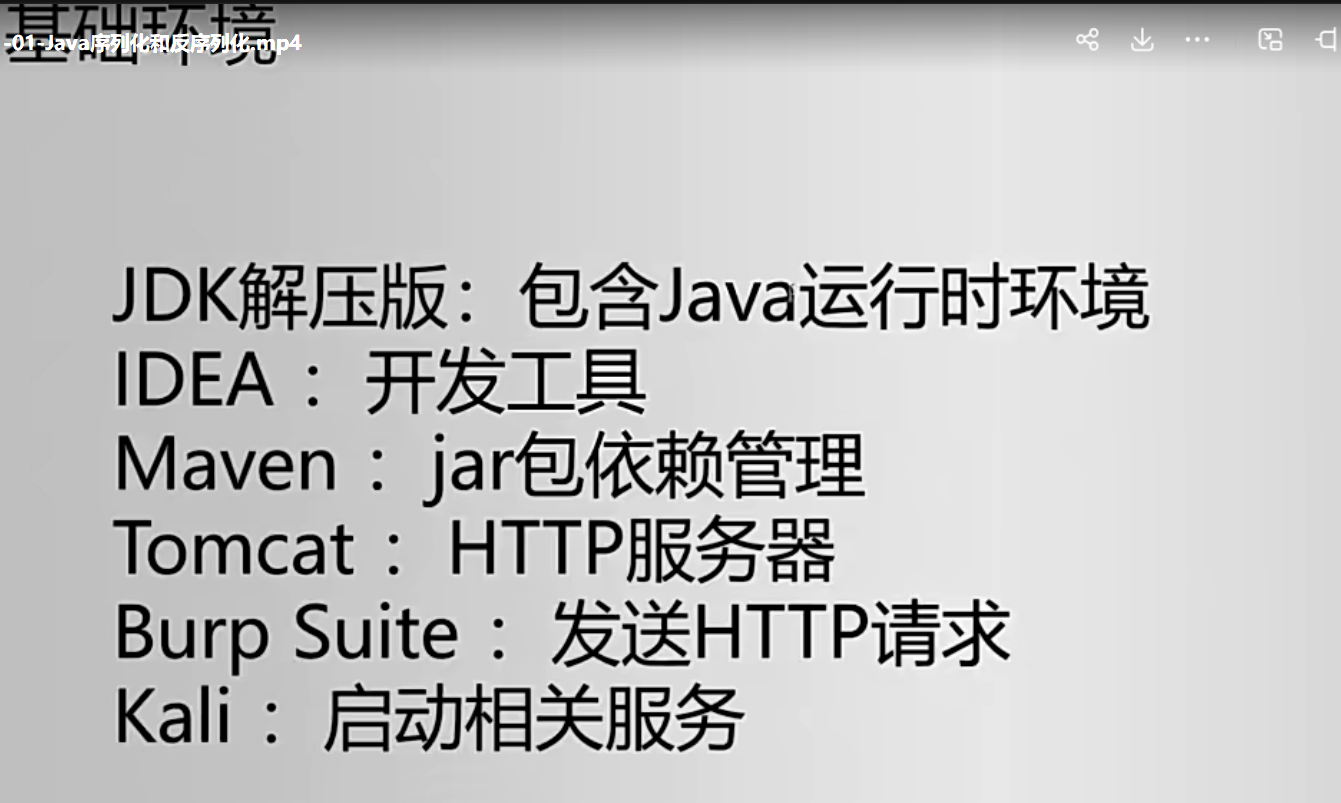 基础环境
-01-Java序列化和反序列化.mp4
JDK解压版：包含Java运行时环境
IDEA ：开发工具
Maven ：jar包依赖管理
Tomcat ：HTTP服务器
Burp Suite ：发送HTTP请求
Kali ：启动相关服务